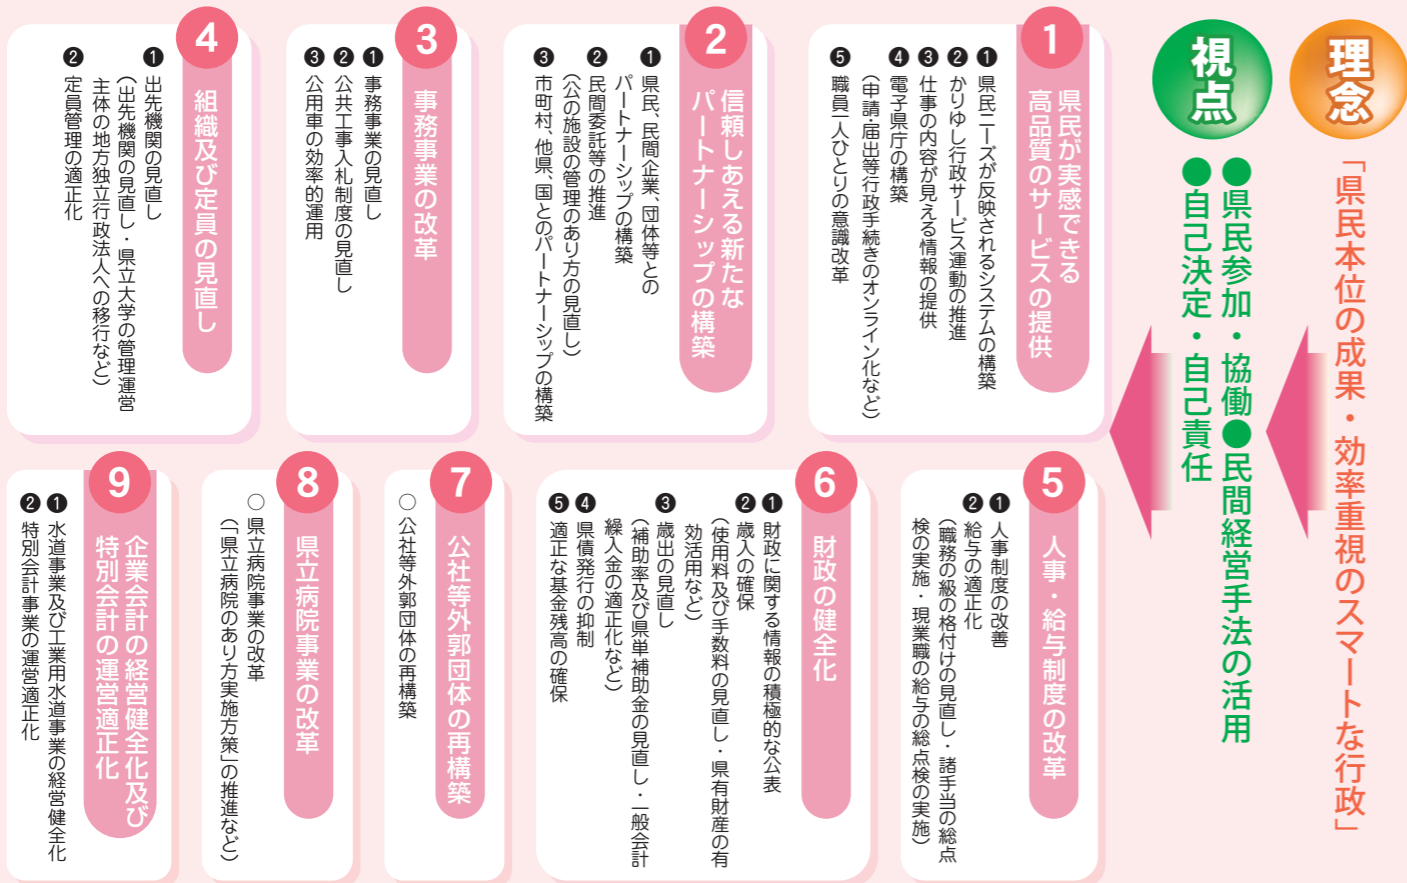 理念
「県民本位の成果・効率重視のスマートな行政」
視点
●県民参加・協働●民間経営手法の活用
●自己決定・自己責任
1
県民が実感できる
高品質のサービスの提供
❶ 県民ニーズが反映されるシステムの構築
❷ かりゆし行政サービス運動の推進
❸ 仕事の内容が見える情報の提供
❹ 電子県庁の構築
（申請・届出等行政手続きのオンライン化など）
❺ 職員一人ひとりの意識改革
2
信頼しあえる新たな
パートナーシップの構築
❶ 県民、民間企業、団体等との
パートナーシップの構築
❷ 民間委託等の推進
（公の施設の管理のあり方の見直し）
❸ 市町村、他県、国とのパートナーシップの構築
3
事務事業の改革
❶ 事務事業の見直し
❷ 公共工事入札制度の見直し
❸ 公用車の効率的運用
4
組織及び定員の見直し
❶ 出先機関の見直し
（出先機関の見直し・県立大学の管理運営
主体の地方独立行政法人への移行など）
❷ 定員管理の適正化
5
人事・給与制度の改革
❶ 人事制度の改善
❷ 給与の適正化
（職務の級の格付けの見直し・諸手当の総点
検の実施・現業職の給与の総点検の実施）
6
財政の健全化
❶ 財政に関する情報の積極的な公表
❷ 歳入の確保
（使用料及び手数料の見直し・県有財産の有
効活用など）
❸ 歳出の見直し
（補助率及び県単補助金の見直し・一般会計
繰入金の適正化など）
❹ 県債発行の抑制
❺ 適正な基金残高の確保
7
公社等外郭団体の再構築
○ 公社等外郭団体の再構築
8
県立病院事業の改革
○ 県立病院事業の改革
（「県立病院のあり方実施方策」の推進など）
9
企業会計の経営健全化及び
特別会計の運営適正化
❶ 水道事業及び工業用水道事業の経営健全化
❷ 特別会計事業の運営適正化